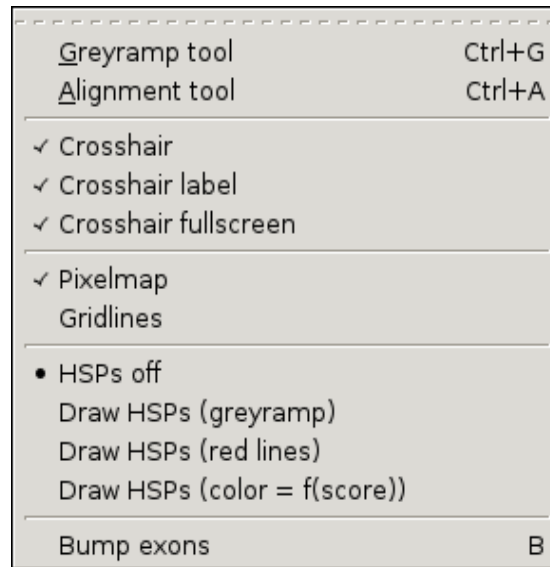 Greyramp tool Ctrl+G
Alignment tool Ctrl+A
Crosshair
Crosshair label
Crosshair fullscreen
Pixelmap
Gridlines
HSPs off
Draw HSPs (greyramp)
Draw HSPs (red lines)
Draw HSPs (color = f(score))
Bump exons B